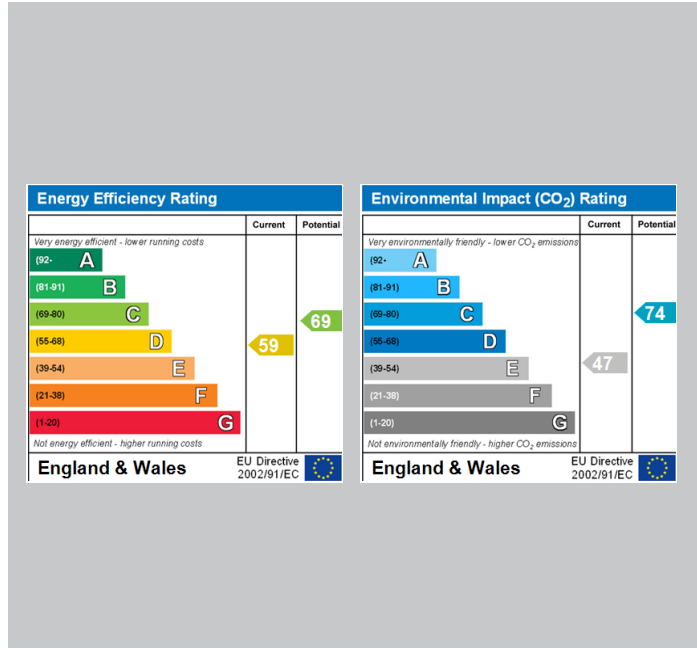 Energy Efficiency Rating
Current Potential
Very energy efficient - lower running costs
(92- A
(81-91) B
(69-80) C
69
(55-68) D
59
(39-54) E
(21-38) F
(1-20) G
Not energy efficient - higher running costs
England & Wales
EU Directive
2002/91/EC
Environmental Impact (CO2) Rating
Current Potential
Very environmentally friendly - lower CO2 emissions
(92- A
(81-91) B
(69-80) C
74
(55-68) D
(39-54) E
47
(21-38) F
(1-20) G
Not environmentally friendly - higher CO2 emissions
England & Wales
EU Directive
2002/91/EC